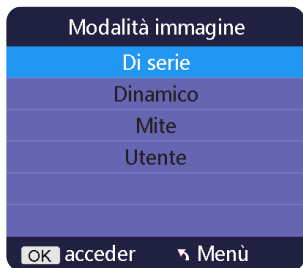 Modalità immagine
Di serie
Dinamico
Mite
Utente
OK acceder Menù